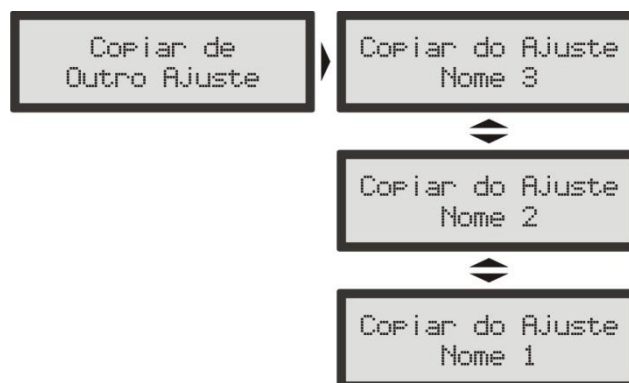 Copiar de
Outro Ajuste
Copiar do Ajuste
Nome 3
Copiar do Ajuste
Nome 2
Copiar do Ajuste
Nome 1